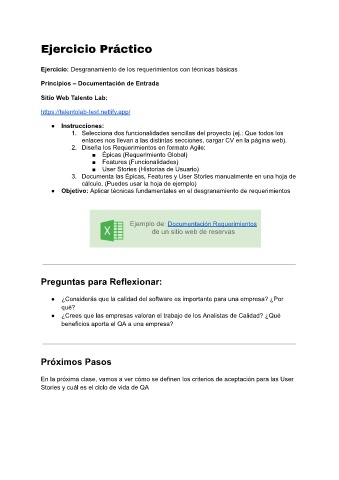 Ejercicio Práctico
Ejercicio: Desgranamiento de los requerimientos con técnicas básicas
Principios – Documentación de Entrada
Sitio Web Talento Lab:
https://talentolab-test.netlify.app/
● Instrucciones:
1. Selecciona dos funcionalidades sencillas del proyecto (ej.: Que todos los
enlaces nos llevan a las distintas secciones, cargar CV en la página web).
2. Diseña los Requerimientos en formato Agile:
■ Épicas (Requerimiento Global)
■ Features (Funcionalidades)
■ User Stories (Historias de Usuario)
3. Documenta las Épicas, Features y User Stories manualmente en una hoja de
cálculo. (Puedes usar la hoja de ejemplo)
● Objetivo: Aplicar técnicas fundamentales en el desgranamiento de requerimientos
X
Ejemplo de Documentación Requerimientos
de un sitio web de reservas
Preguntas para Reflexionar:
● ¿Considerás que la calidad del software es importante para una empresa? ¿Por
qué?
● ¿Crees que las empresas valoran el trabajo de los Analistas de Calidad? ¿Qué
beneficios aporta el QA a una empresa?
Próximos Pasos
En la próxima clase, vamos a ver cómo se definen los criterios de aceptación para las User
Stories y cuál es el ciclo de vida de QA